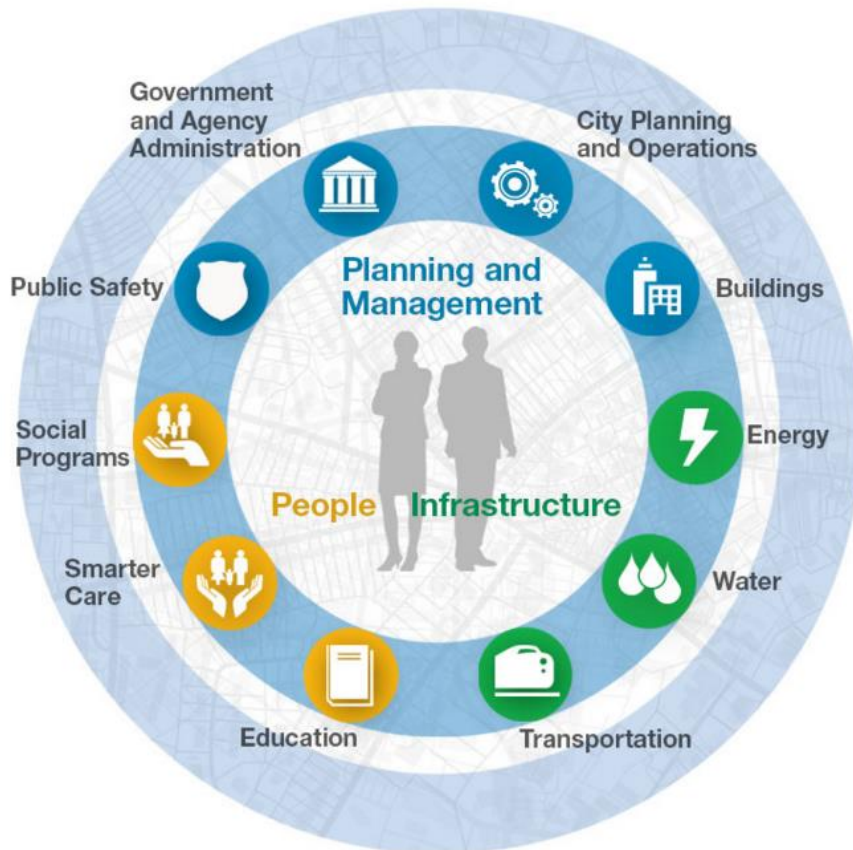 Government
and Agency
Administration
City Planning
and Operations
Public Safety
Planning and
Management
Buildings
Social
Programs
Energy
People
Infrastructure
Smarter
Care
Water
Education
Transportation